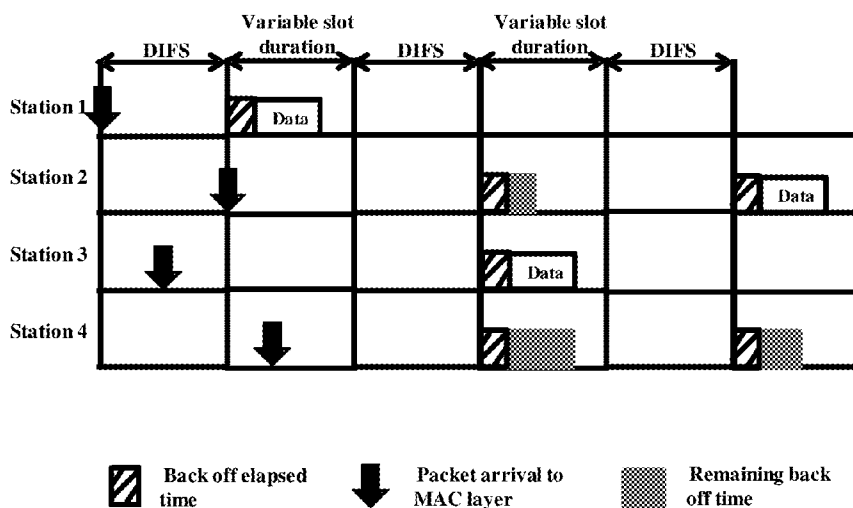 DIFS
Variable slot
duration
DIFS
Variable slot
duration
DIFS
Station 1
Data
Station 2
Data
Station 3
Data
Station 4
Back off elapsed
time
Packet arrival to
MAC layer
Remaining back
off time